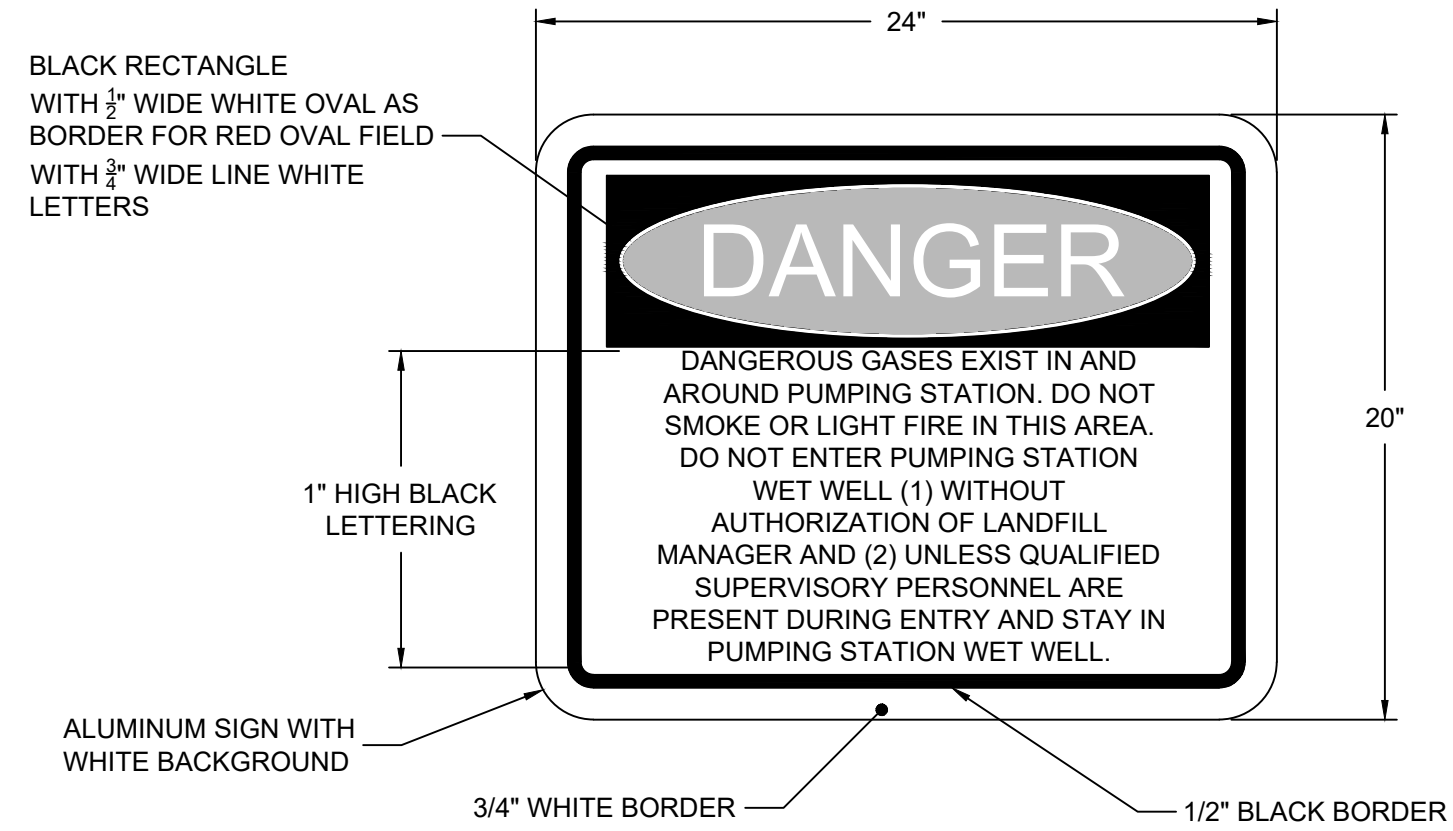 24"
BLACK RECTANGLE
WITH ½" WIDE WHITE OVAL AS
BORDER FOR RED OVAL FIELD
WITH ¾" WIDE LINE WHITE
LETTERS
DANGER
DANGEROUS GASES EXIST IN AND
AROUND PUMPING STATION. DO NOT
SMOKE OR LIGHT FIRE IN THIS AREA.
DO NOT ENTER PUMPING STATION
WET WELL (1) WITHOUT
AUTHORIZATION OF LANDFILL
MANAGER AND (2) UNLESS QUALIFIED
SUPERVISORY PERSONNEL ARE
PRESENT DURING ENTRY AND STAY IN
PUMPING STATION WET WELL.
20"
1" HIGH BLACK
LETTERING
ALUMINUM SIGN WITH
WHITE BACKGROUND
3/4" WHITE BORDER
1/2" BLACK BORDER